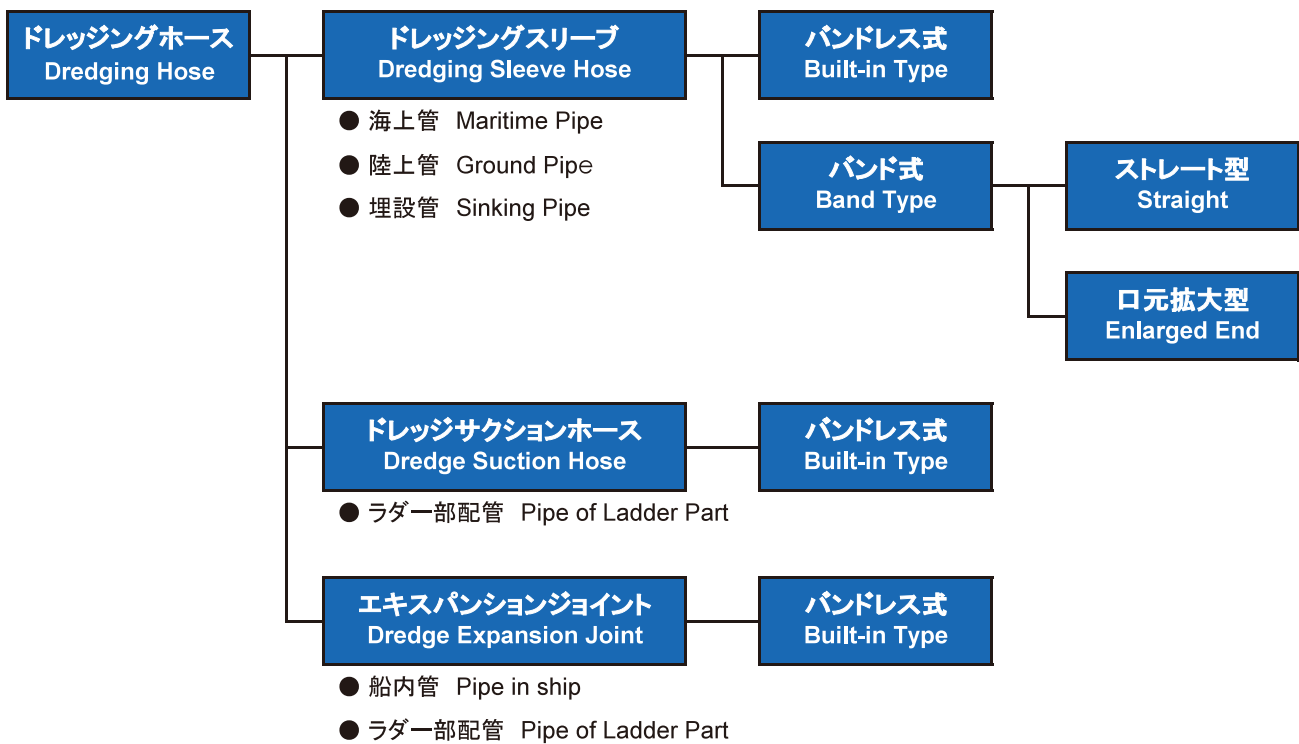 ドレッジングホース
Dredging Hose
ドレッジングスリーブ
Dredging Sleeve Hose
バンドレス式
Built-in Type
● 海上管 Maritime Pipe
● 陸上管 Ground Pipe
● 埋設管 Sinking Pipe
バンド式
Band Type
ストレート型
Straight
口元拡大型
Enlarged End
ドレッジサクションホース
Dredge Suction Hose
バンドレス式
Built-in Type
● ラダー部配管 Pipe of Ladder Part
エキスパンションジョイント
Dredge Expansion Joint
バンドレス式
Built-in Type
● 船内管 Pipe in ship
● ラダー部配管 Pipe of Ladder Part